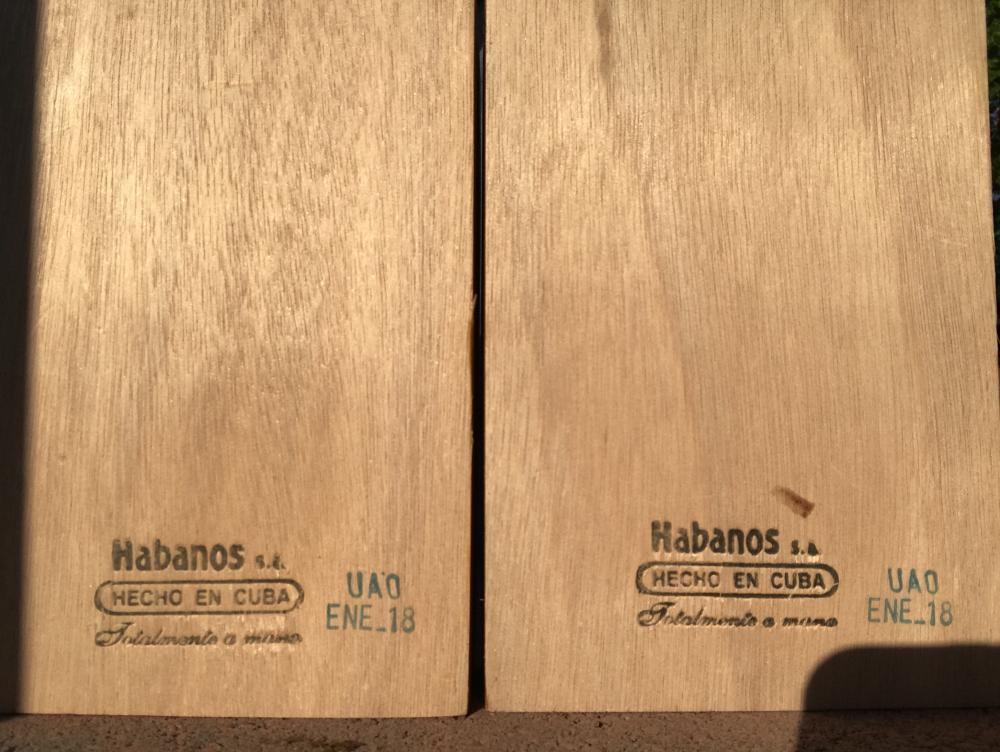 Habanos s.a.
HECHO EN CUBA
Totalmente a mano
UAO
ENE_18
Habanos s.a.
HECHO EN CUBA
Totalmente a mano
UAO
ENE_18